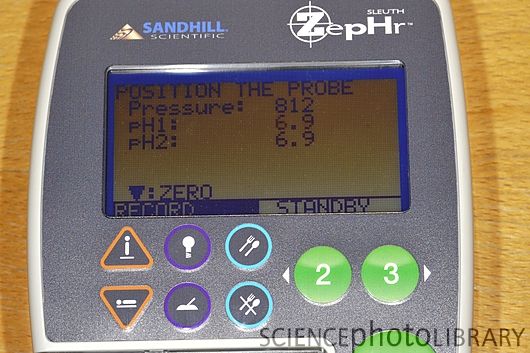 SANDHILL
SCIENTIFIC
SLEUTH
ZepHr™
POSITION THE PROBE
Pressure: 812
pH1: 6.9
pH2: 6.9
▼:ZERO
RECORD STANDBY
2 3
SCIENCEphotoLIBRARY